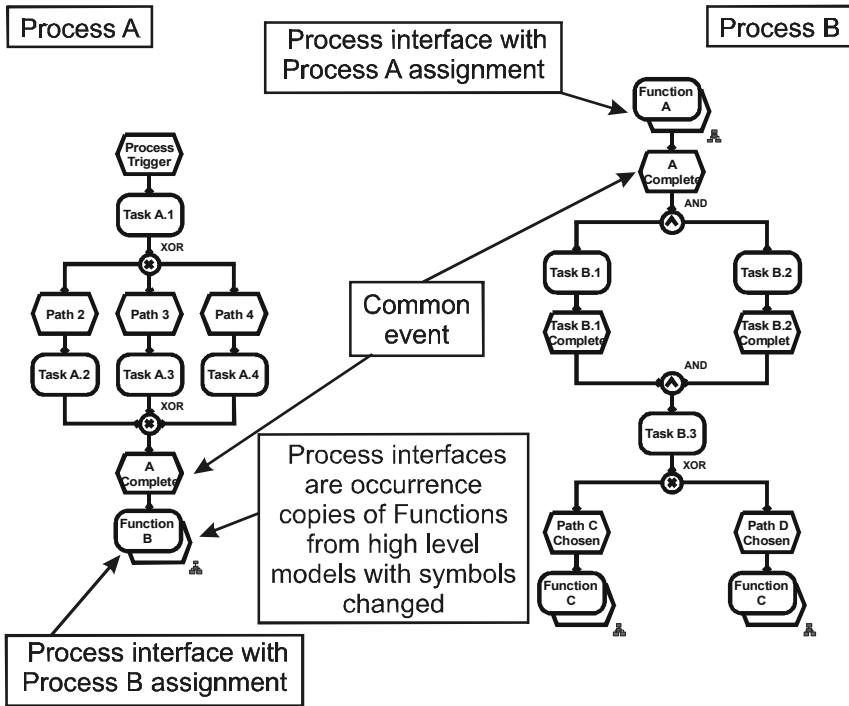 Process A
Process B
Process interface with
Process A assignment
Function
A
A
Complete
AND
Task B.1
Task B.2
Task B.1
Complete
Task B.2
Complet
AND
Task B.3
XOR
Path C
Chosen
Path D
Chosen
Function
C
Function
C
Process
Trigger
Task A.1
XOR
Path 2
Path 3
Path 4
Task A.2
Task A.3
Task A.4
XOR
A
Complete
Function
B
Common
event
Process interfaces
are occurrence
copies of Functions
from high level
models with symbols
changed
Process interface with
Process B assignment